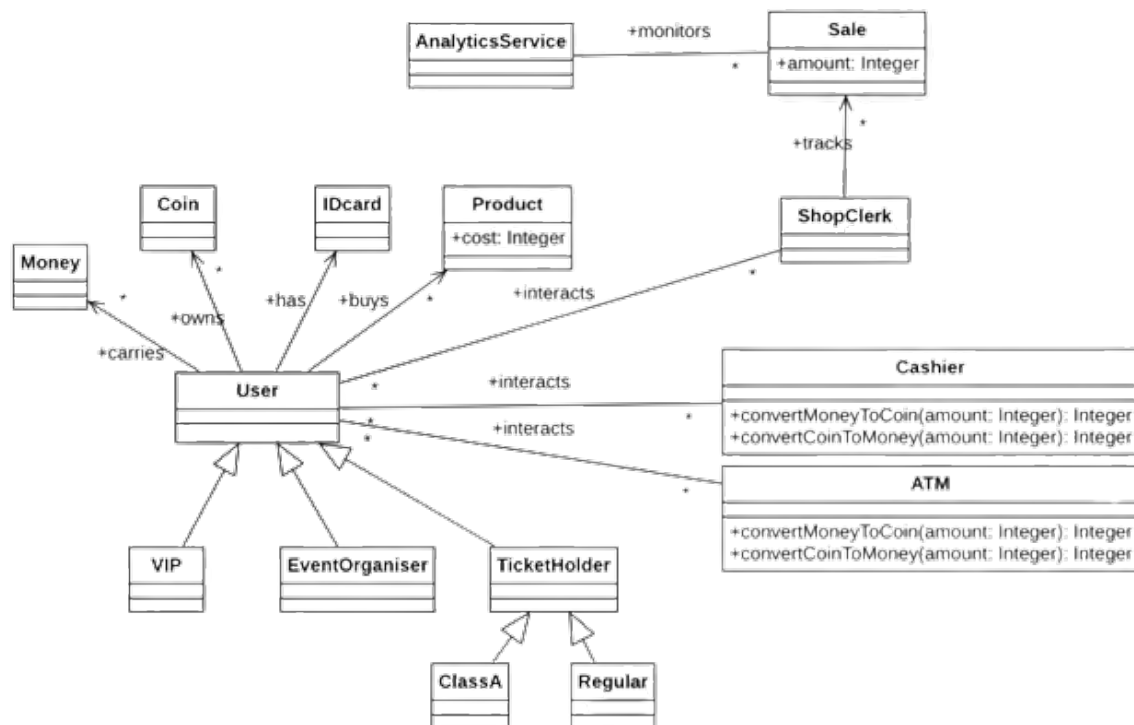 +monitors
Sale
AnalyticsService
+amount: Integer
*
*
+tracks
Coin
IDcard
Product
ShopClerk
+cost: Integer
Money
*
*
*
*
+has
+buys
+interacts
+owns
+carries
Cashier
User
*
+interacts
*
*
+convertMoneyToCoin(amount: Integer): Integer
+interacts
*
+convertCoinToMoney(amount: Integer): Integer
ATM
*
+convertMoneyToCoin(amount: Integer): Integer
+convertCoinToMoney(amount: Integer): Integer
VIP
EventOrganiser
TicketHolder
ClassA
Regular